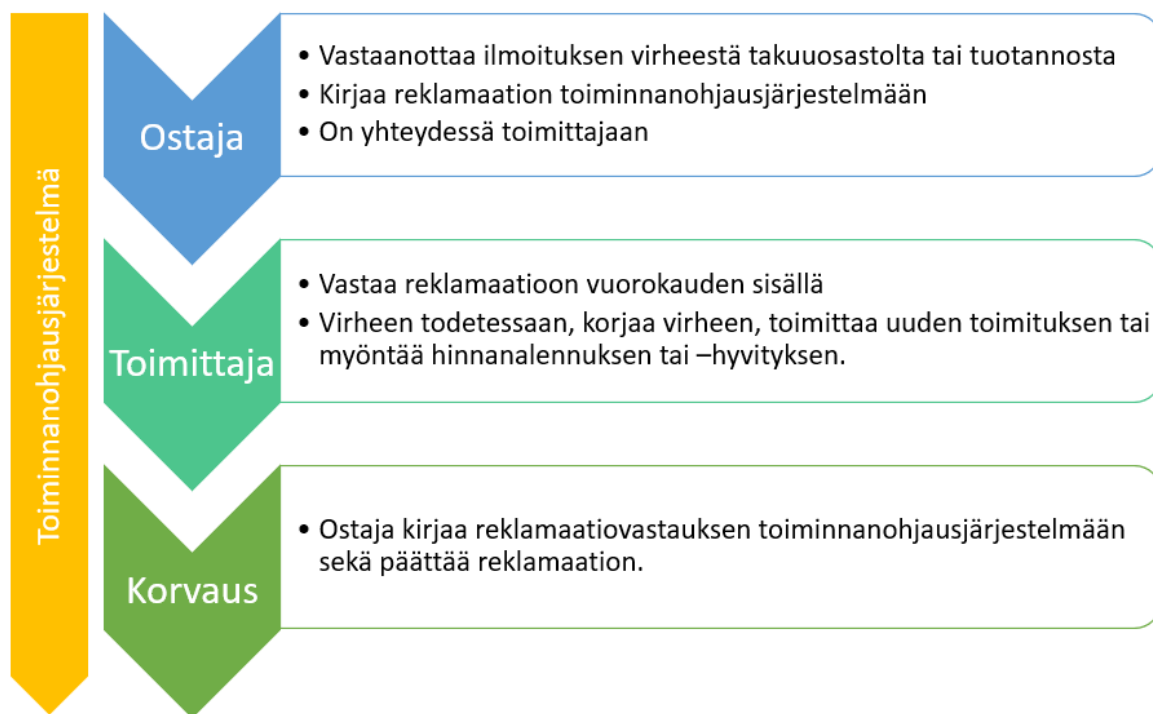 Toiminnanohjausjärjestelmä
Ostaja
• Vastaanottaa ilmoituksen virheestä takuuosastolta tai tuotannosta
• Kirjaa reklamaation toiminnanohjausjärjestelmään
• On yhteydessä toimittajaan
Toimittaja
• Vastaa reklamaatioon vuorokauden sisällä
• Virheen todetessaan, korjaa virheen, toimittaa uuden toimituksen tai
myöntää hinnanalennuksen tai –hyvityksen.
Korvaus
• Ostaja kirjaa reklamaatiovastauksen toiminnanohjausjärjestelmään
sekä päättää reklamaation.